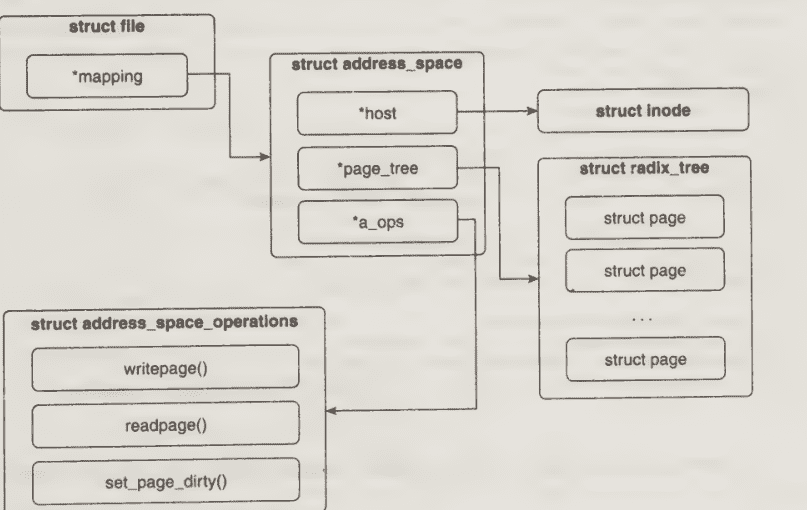 struct file
*mapping
struct address_space
*host
*page_tree
*a_ops
struct inode
struct radix_tree
struct page
struct page
...
struct page
struct address_space_operations
writepage()
readpage()
set_page_dirty()